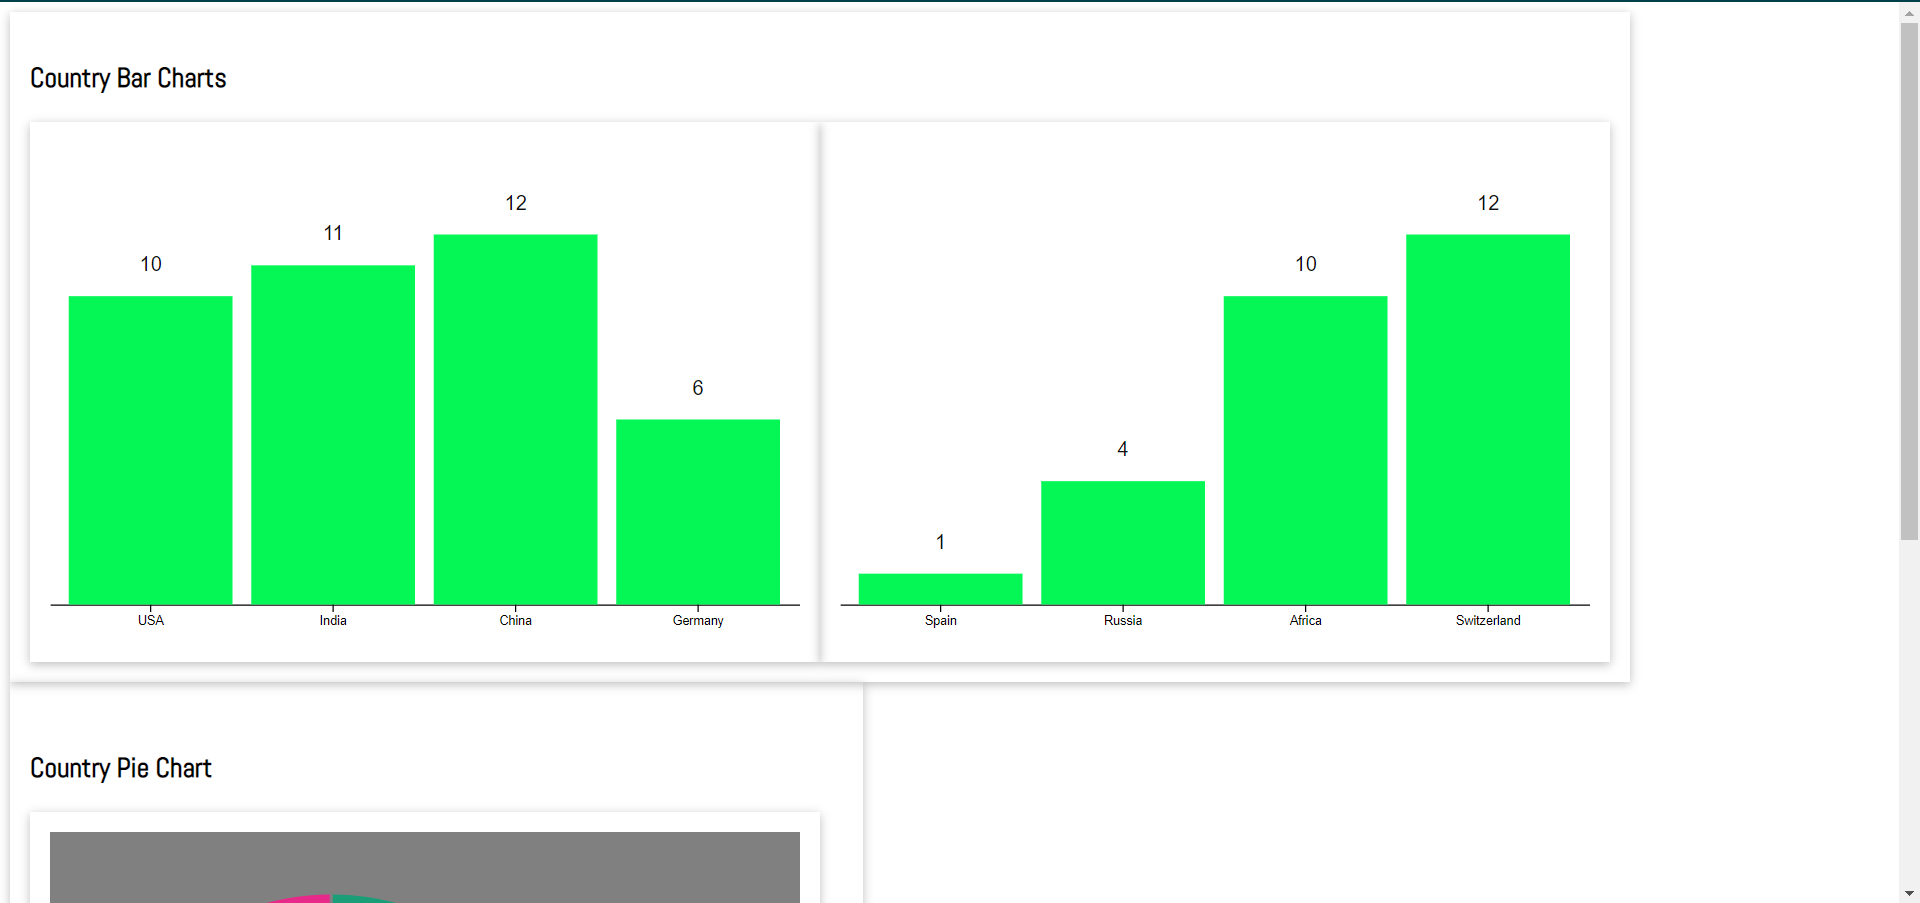 Country Bar Charts
10
11
12
6
USA
India
China
Germany
1
4
10
12
Spain
Russia
Africa
Switzerland
Country Pie Chart